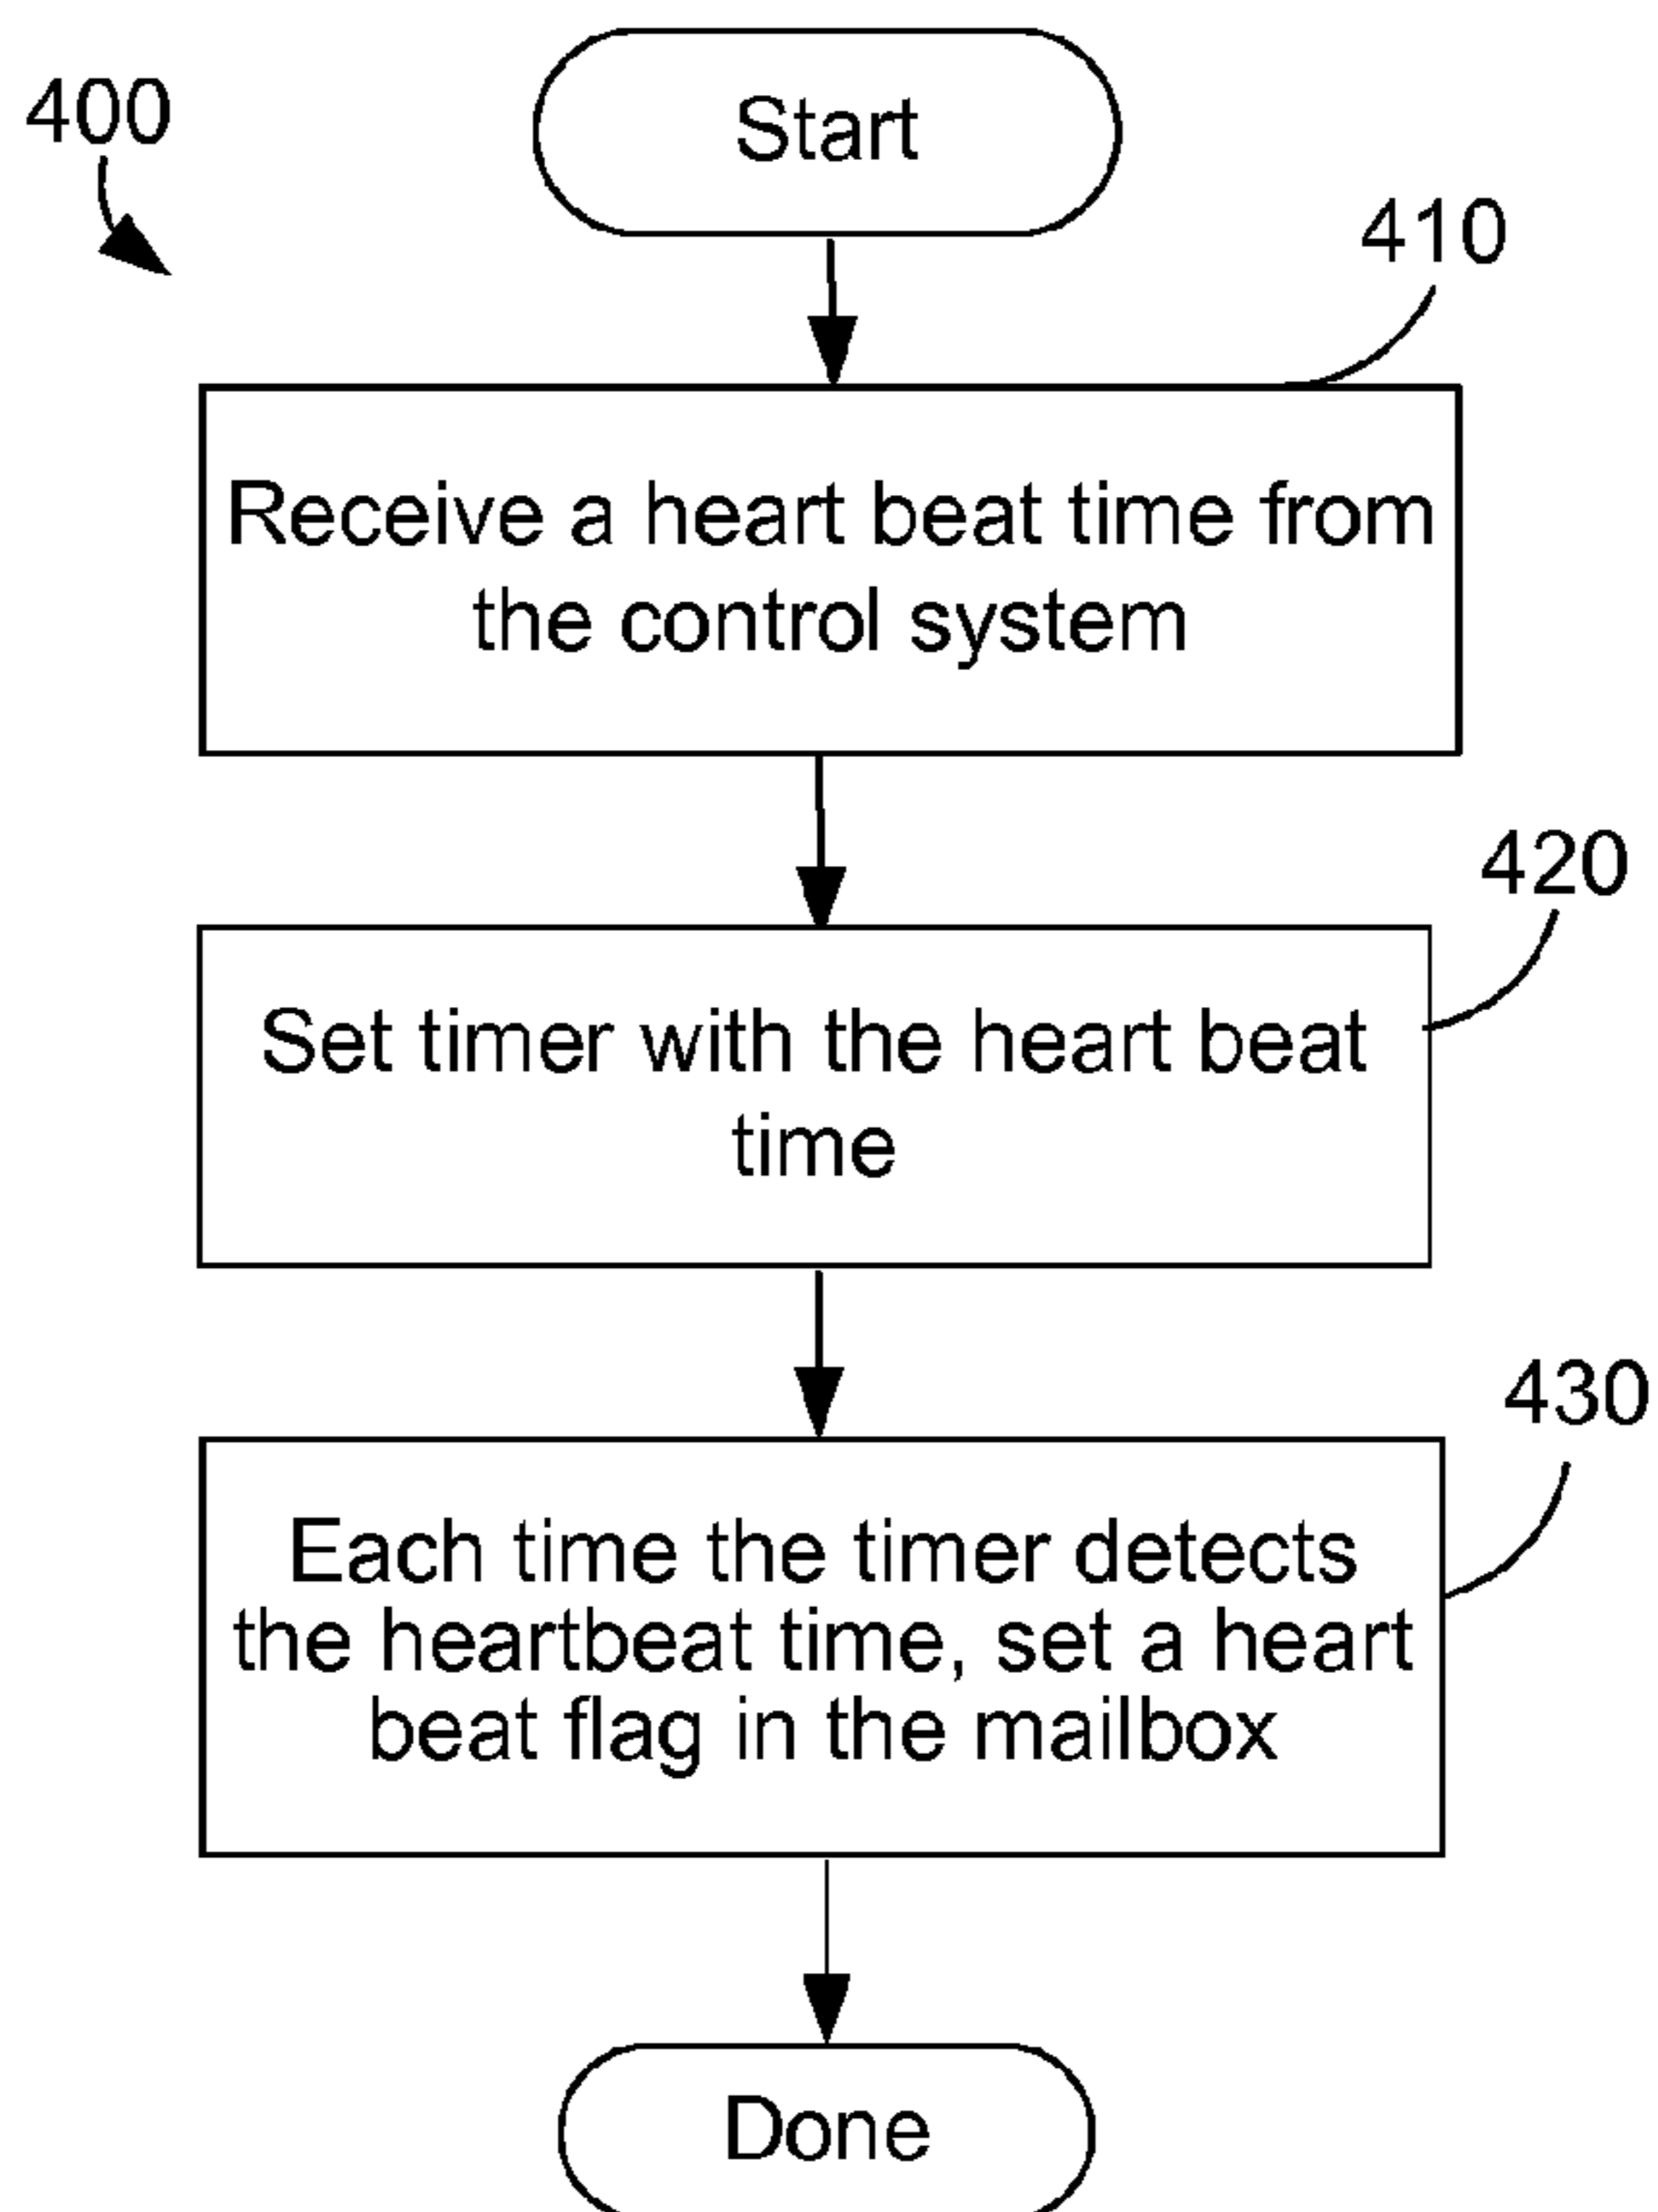 Start
400
410
Receive a heart beat time from
the control system
420
Set timer with the heart beat
time
430
Each time the timer detects
the heartbeat time, set a heart
beat flag in the mailbox
Done